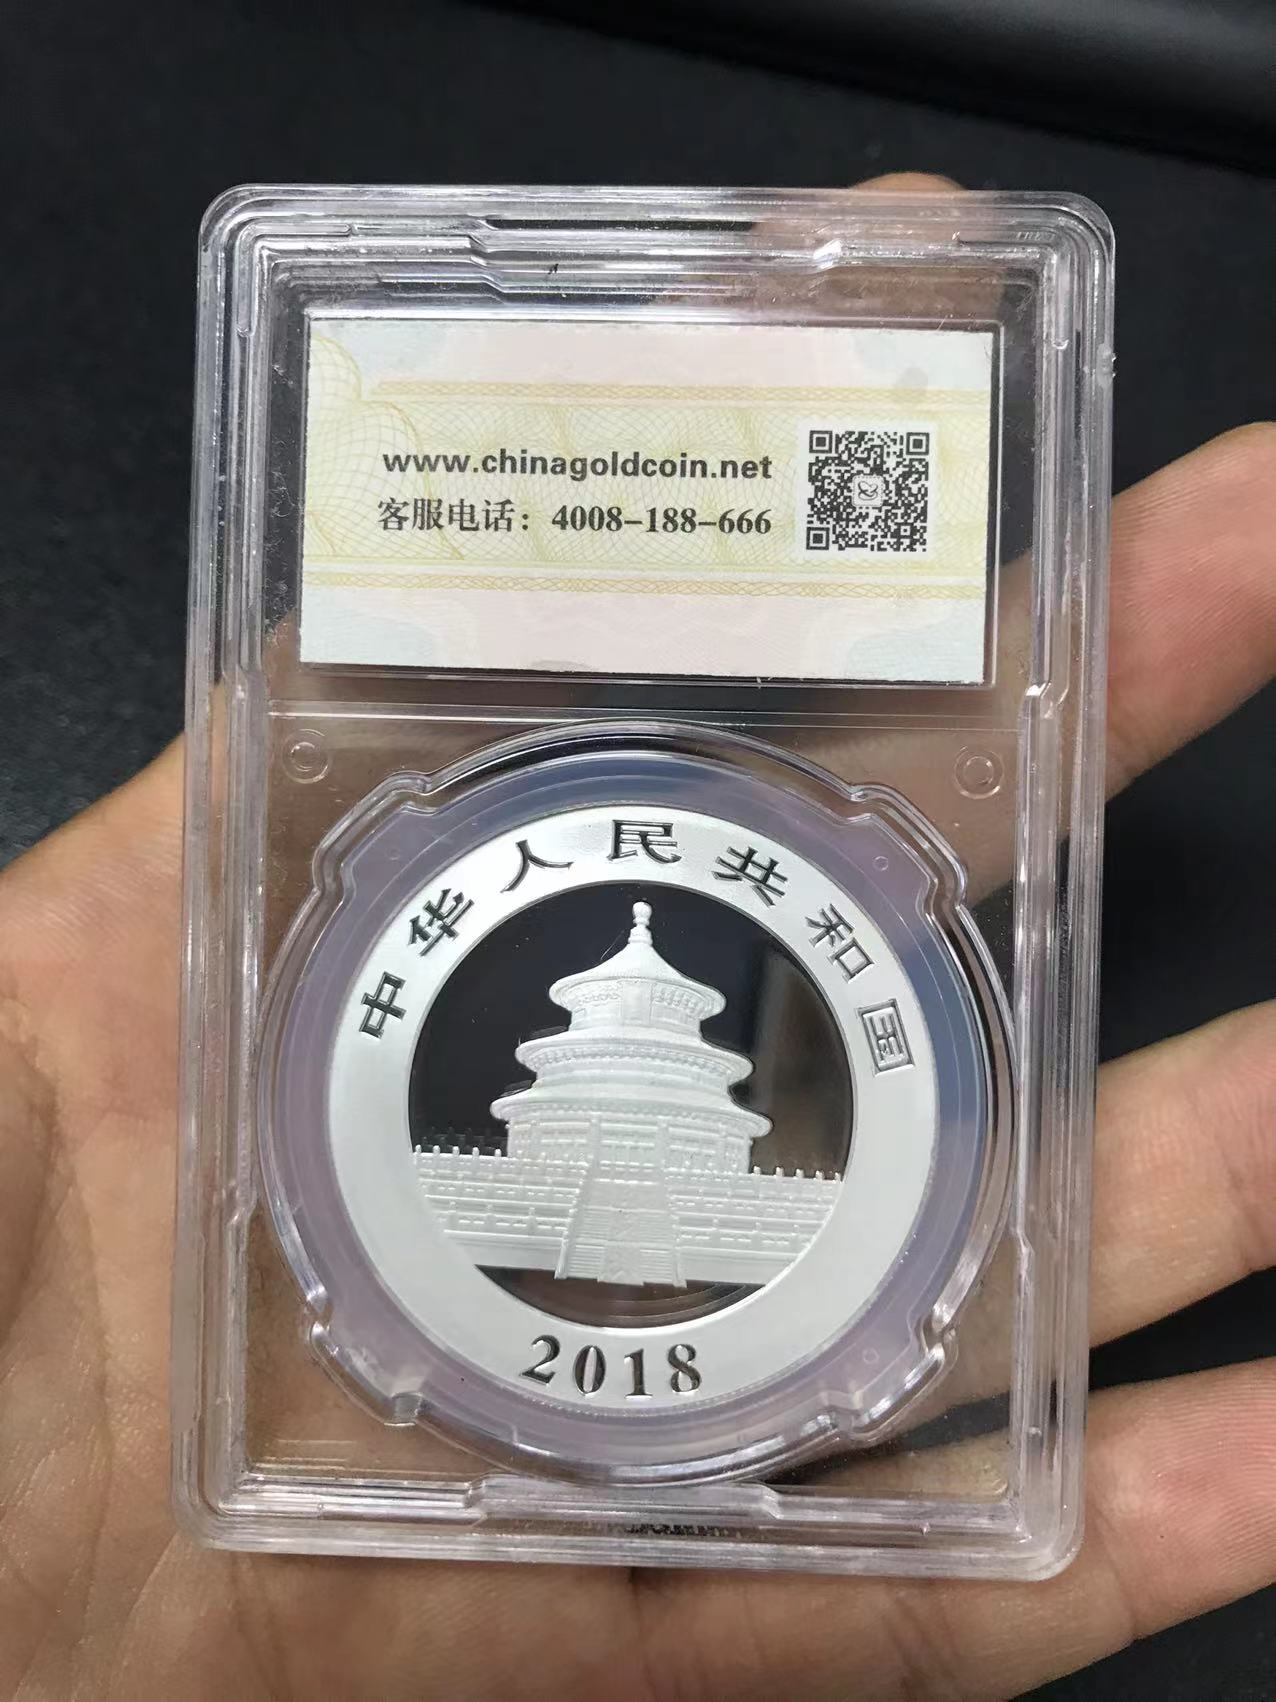 www.chinagoldcoin.net
客服电话：4008-188-666
中华人民共和国
2018